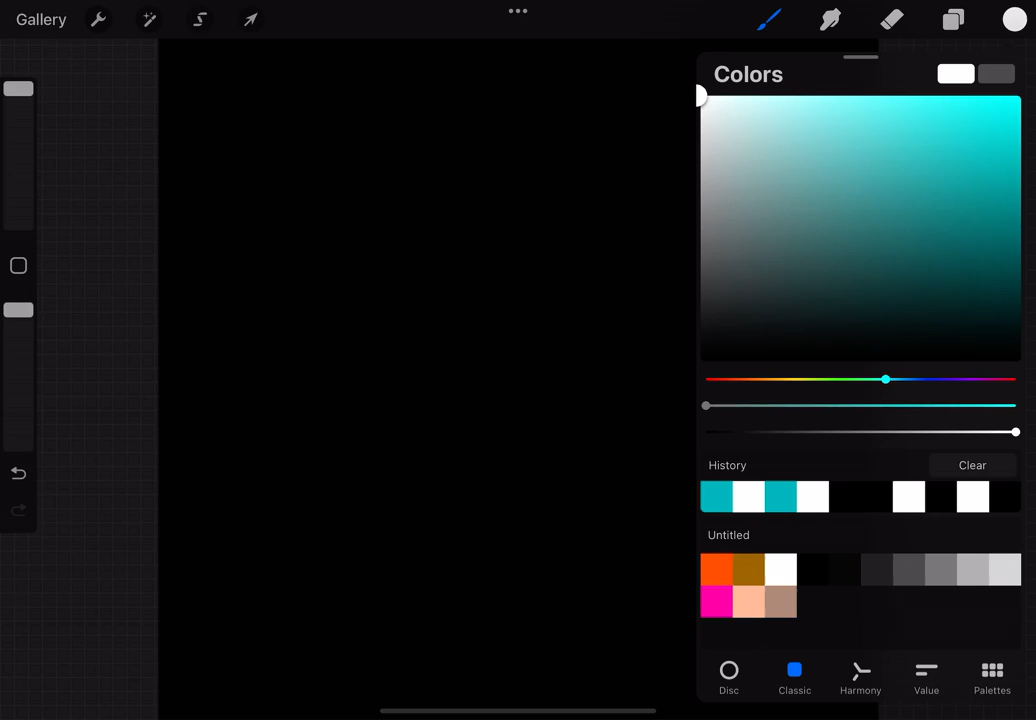 Gallery
Colors
History
Clear
Untitled
Disc
Classic
Harmony
Value
Palettes